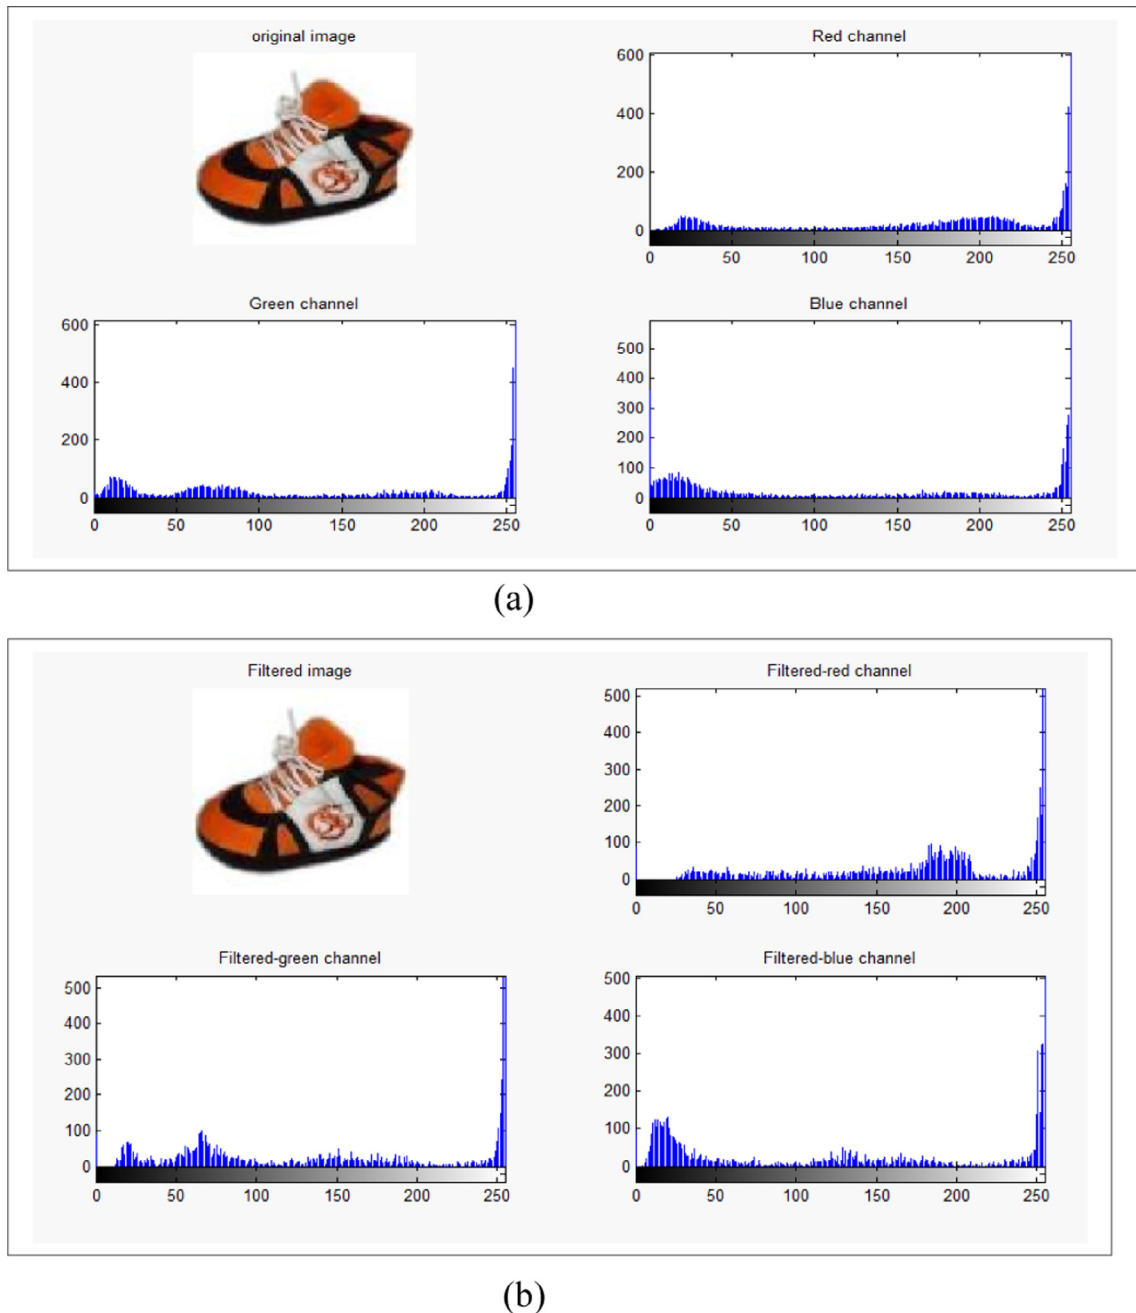 original image
Red channel
600
400
200
0
0 50 100 150 200 250
Green channel
600
400
200
0
0 50 100 150 200 250
Blue channel
500
400
300
200
100
0
0 50 100 150 200 250
(a)
Filtered image
Filtered-red channel
500
400
300
200
100
0
0 50 100 150 200 250
Filtered-green channel
500
400
300
200
100
0
0 50 100 150 200 250
Filtered-blue channel
500
400
300
200
100
0
0 50 100 150 200 250
(b)